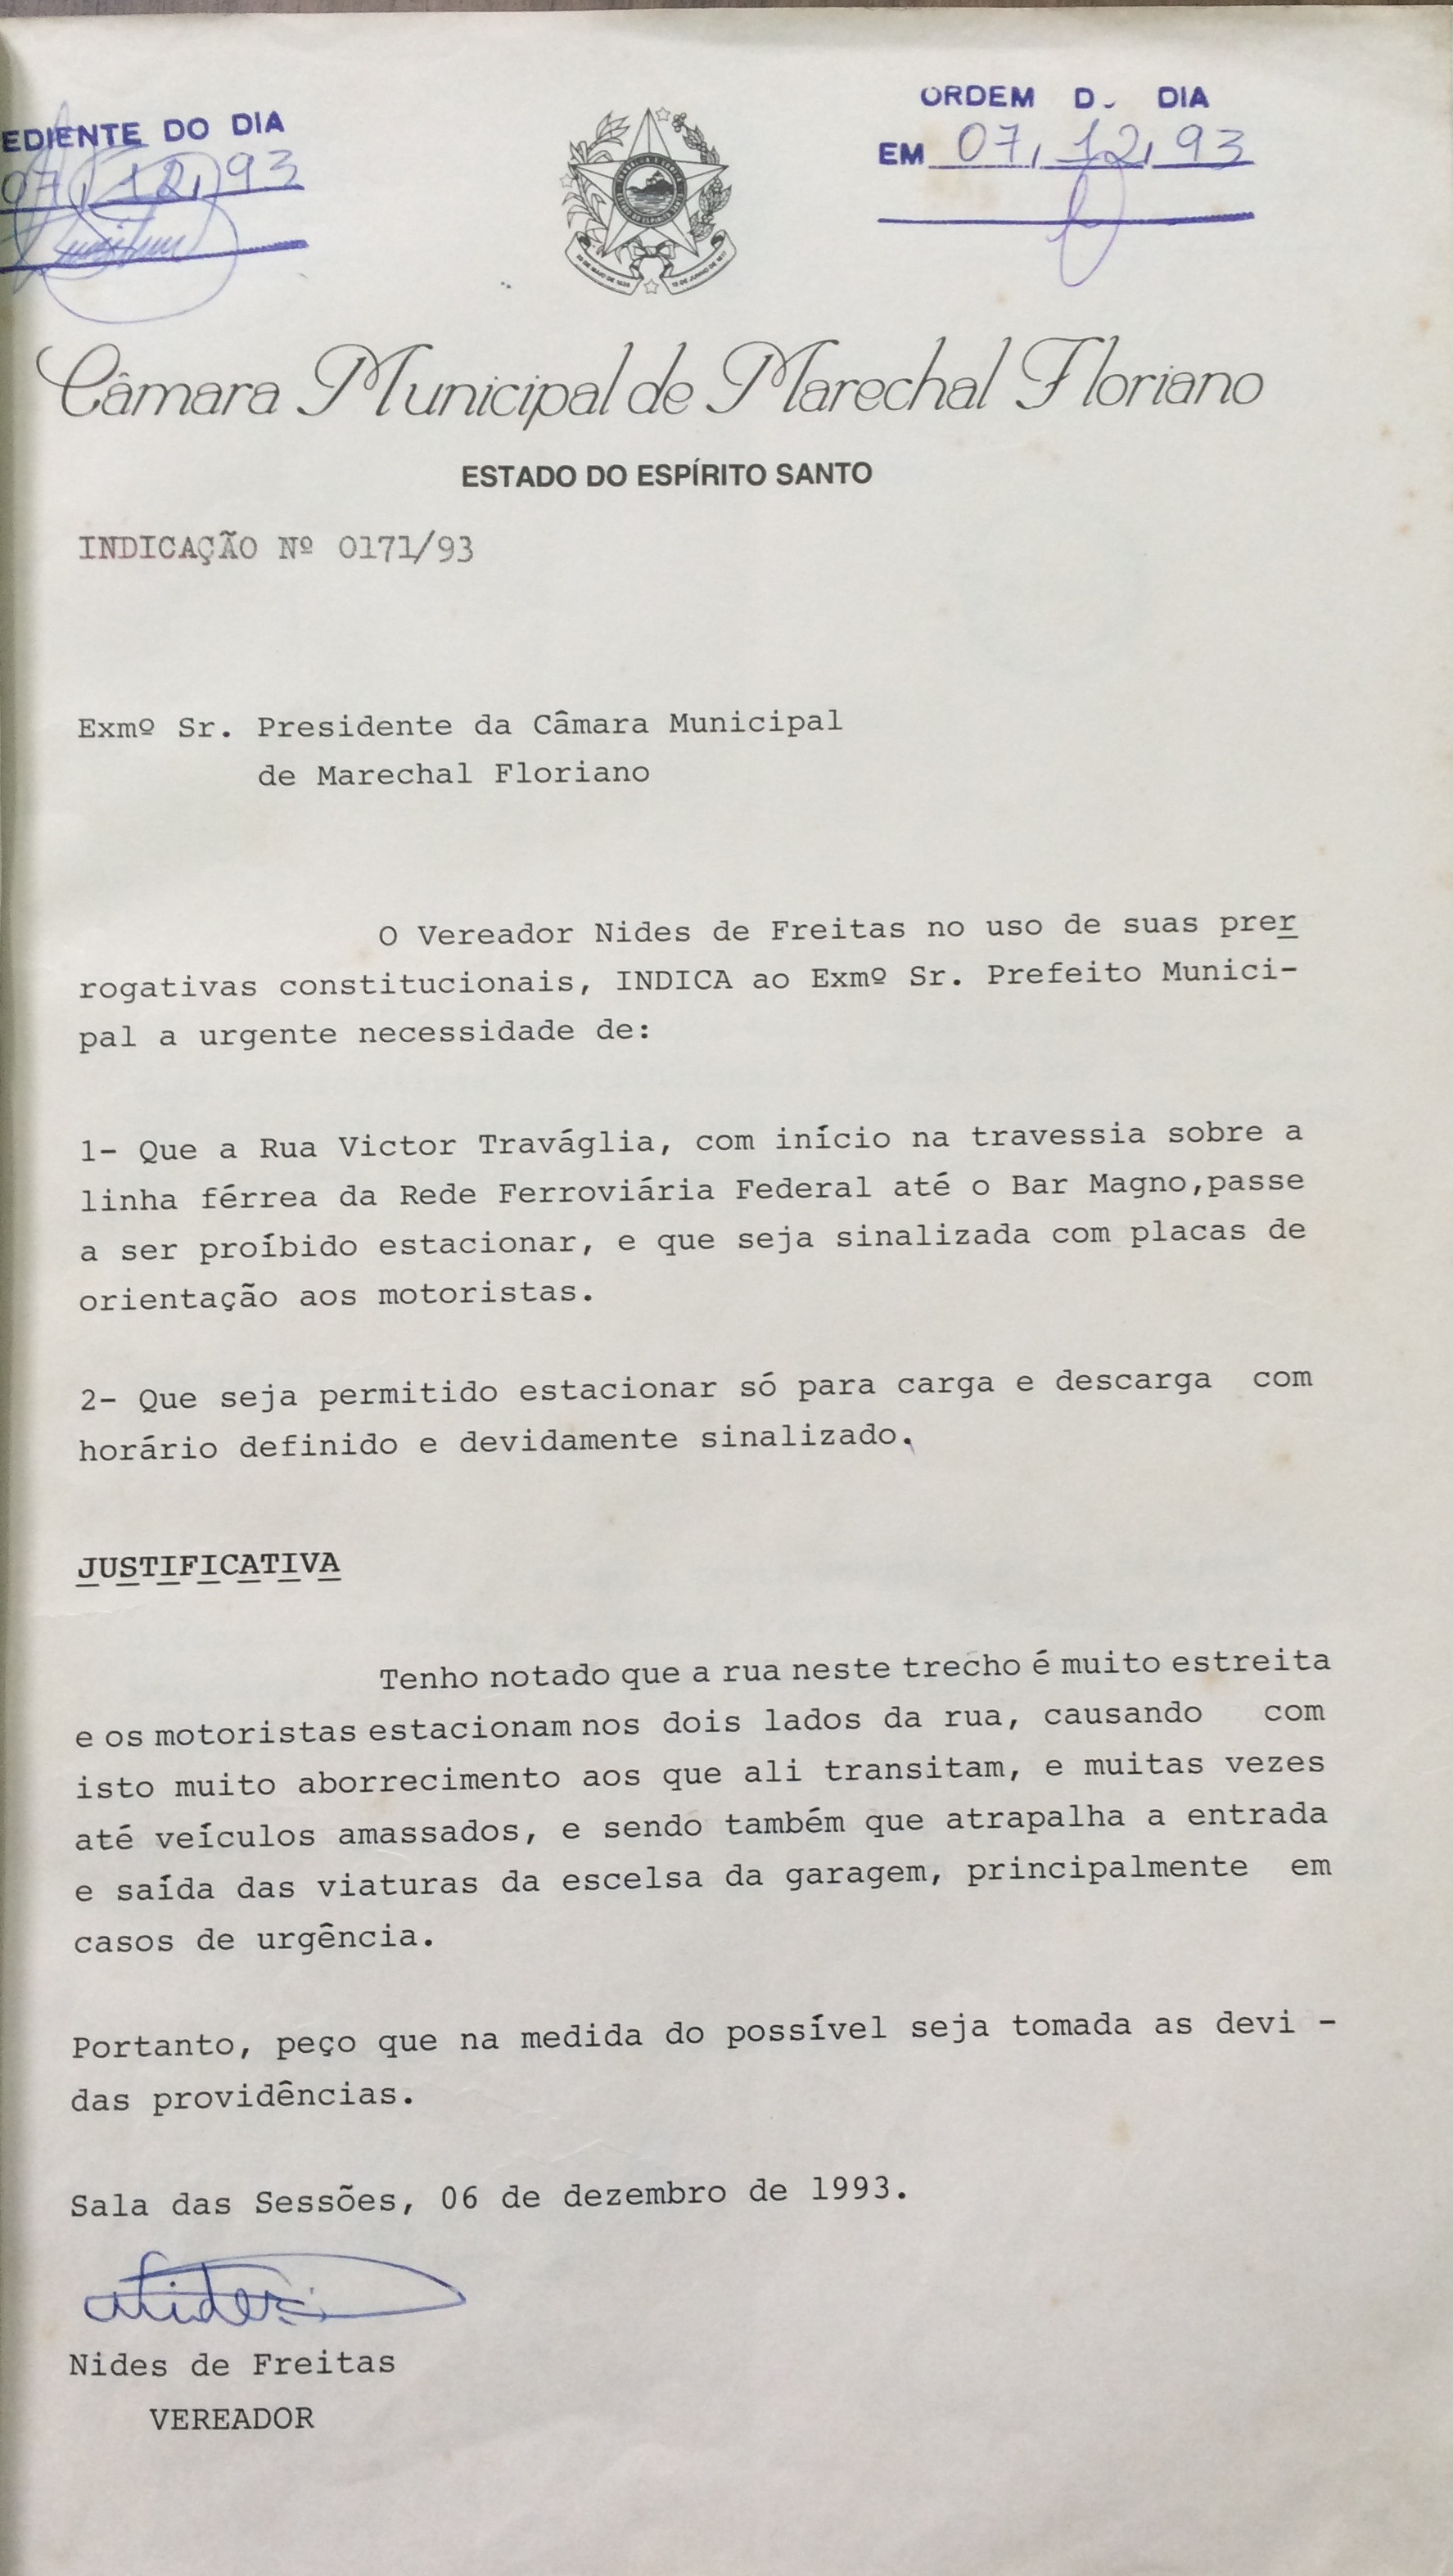 EDIENTE DO DIA
07, 12, 93
ORDEM D. DIA
EM 07, 12, 93
Câmara Municipal de Marechal Floriano
ESTADO DO ESPÍRITO SANTO
INDICAÇÃO Nº 0171/93
Exmº Sr. Presidente da Câmara Municipal
de Marechal Floriano
O Vereador Nides de Freitas no uso de suas prer
rogativas constitucionais, INDICA ao Exmº Sr. Prefeito Munici-
pal a urgente necessidade de:
1- Que a Rua Victor Traváglia, com início na travessia sobre a
linha férrea da Rede Ferroviária Federal até o Bar Magno,passe
a ser proíbido estacionar, e que seja sinalizada com placas de
orientação aos motoristas.
2- Que seja permitido estacionar só para carga e descarga com
horário definido e devidamente sinalizado.
JUSTIFICATIVA
Tenho notado que a rua neste trecho é muito estreita
e os motoristas estacionam nos dois lados da rua, causando com
isto muito aborrecimento aos que ali transitam, e muitas vezes
até veículos amassados, e sendo também que atrapalha a entrada
e saída das viaturas da escelsa da garagem, principalmente em
casos de urgência.
Portanto, peço que na medida do possível seja tomada as devi -
das providências.
Sala das Sessões, 06 de dezembro de 1993.
Nides de Freitas
VEREADOR